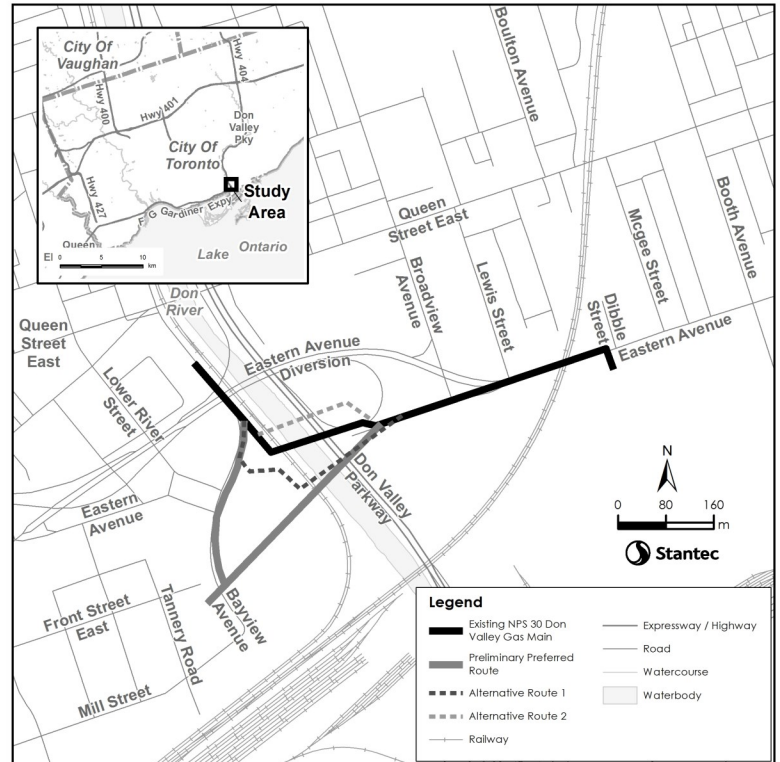 City Of
Vaughan
Hwy 400
Hwy 404
Hwy 401
Don
Valley
Pky
City Of
Toronto
Hwy 427
F G Gardiner Expy
Study
Area
Queen
El
Lake Ontario
0 5 10
km
Boulton Avenue
Queen
Street East
Broadview
Avenue
Lewis Street
Mcgee Street
Dibble
Street
Booth Avenue
Eastern Avenue
Don
River
Queen
Street
East
Eastern Avenue
Diversion
Lower River
Street
Don Valley
Parkway
Eastern
Avenue
Front Street
East
Tannery Road
Bayview
Avenue
Mill Street
N
0 80 160
m
Stantec
Legend
Existing NPS 30 Don
Valley Gas Main
Preliminary Preferred
Route
Alternative Route 1
Alternative Route 2
Railway
Expressway / Highway
Road
Watercourse
Waterbody